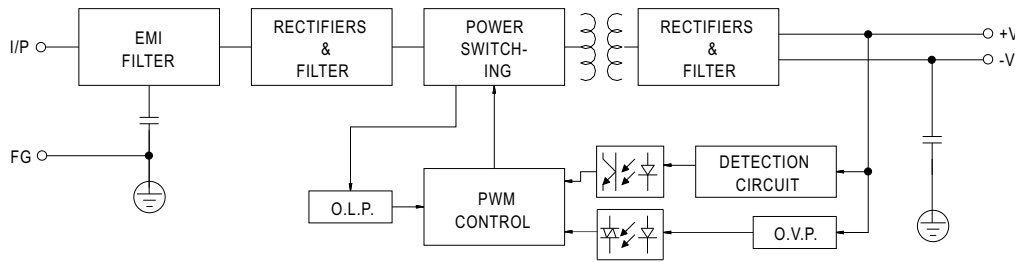 I/P
EMI
FILTER
RECTIFIERS
&
FILTER
POWER
SWITCH-
ING
RECTIFIERS
&
FILTER
+V
-V
FG
O.L.P.
PWM
CONTROL
DETECTION
CIRCUIT
O.V.P.